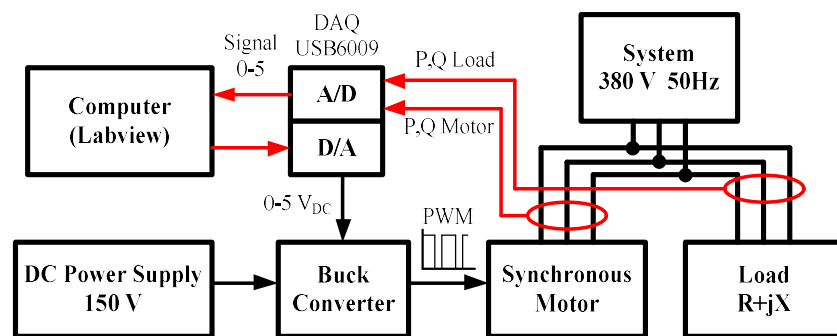 DAQ
USB6009
Signal
0-5
A/D
D/A
Computer
(Labview)
P,Q Load
P,Q Motor
System
380 V 50Hz
0-5 VDC
PWM
DC Power Supply
150 V
Buck
Converter
Synchronous
Motor
Load
R+jX